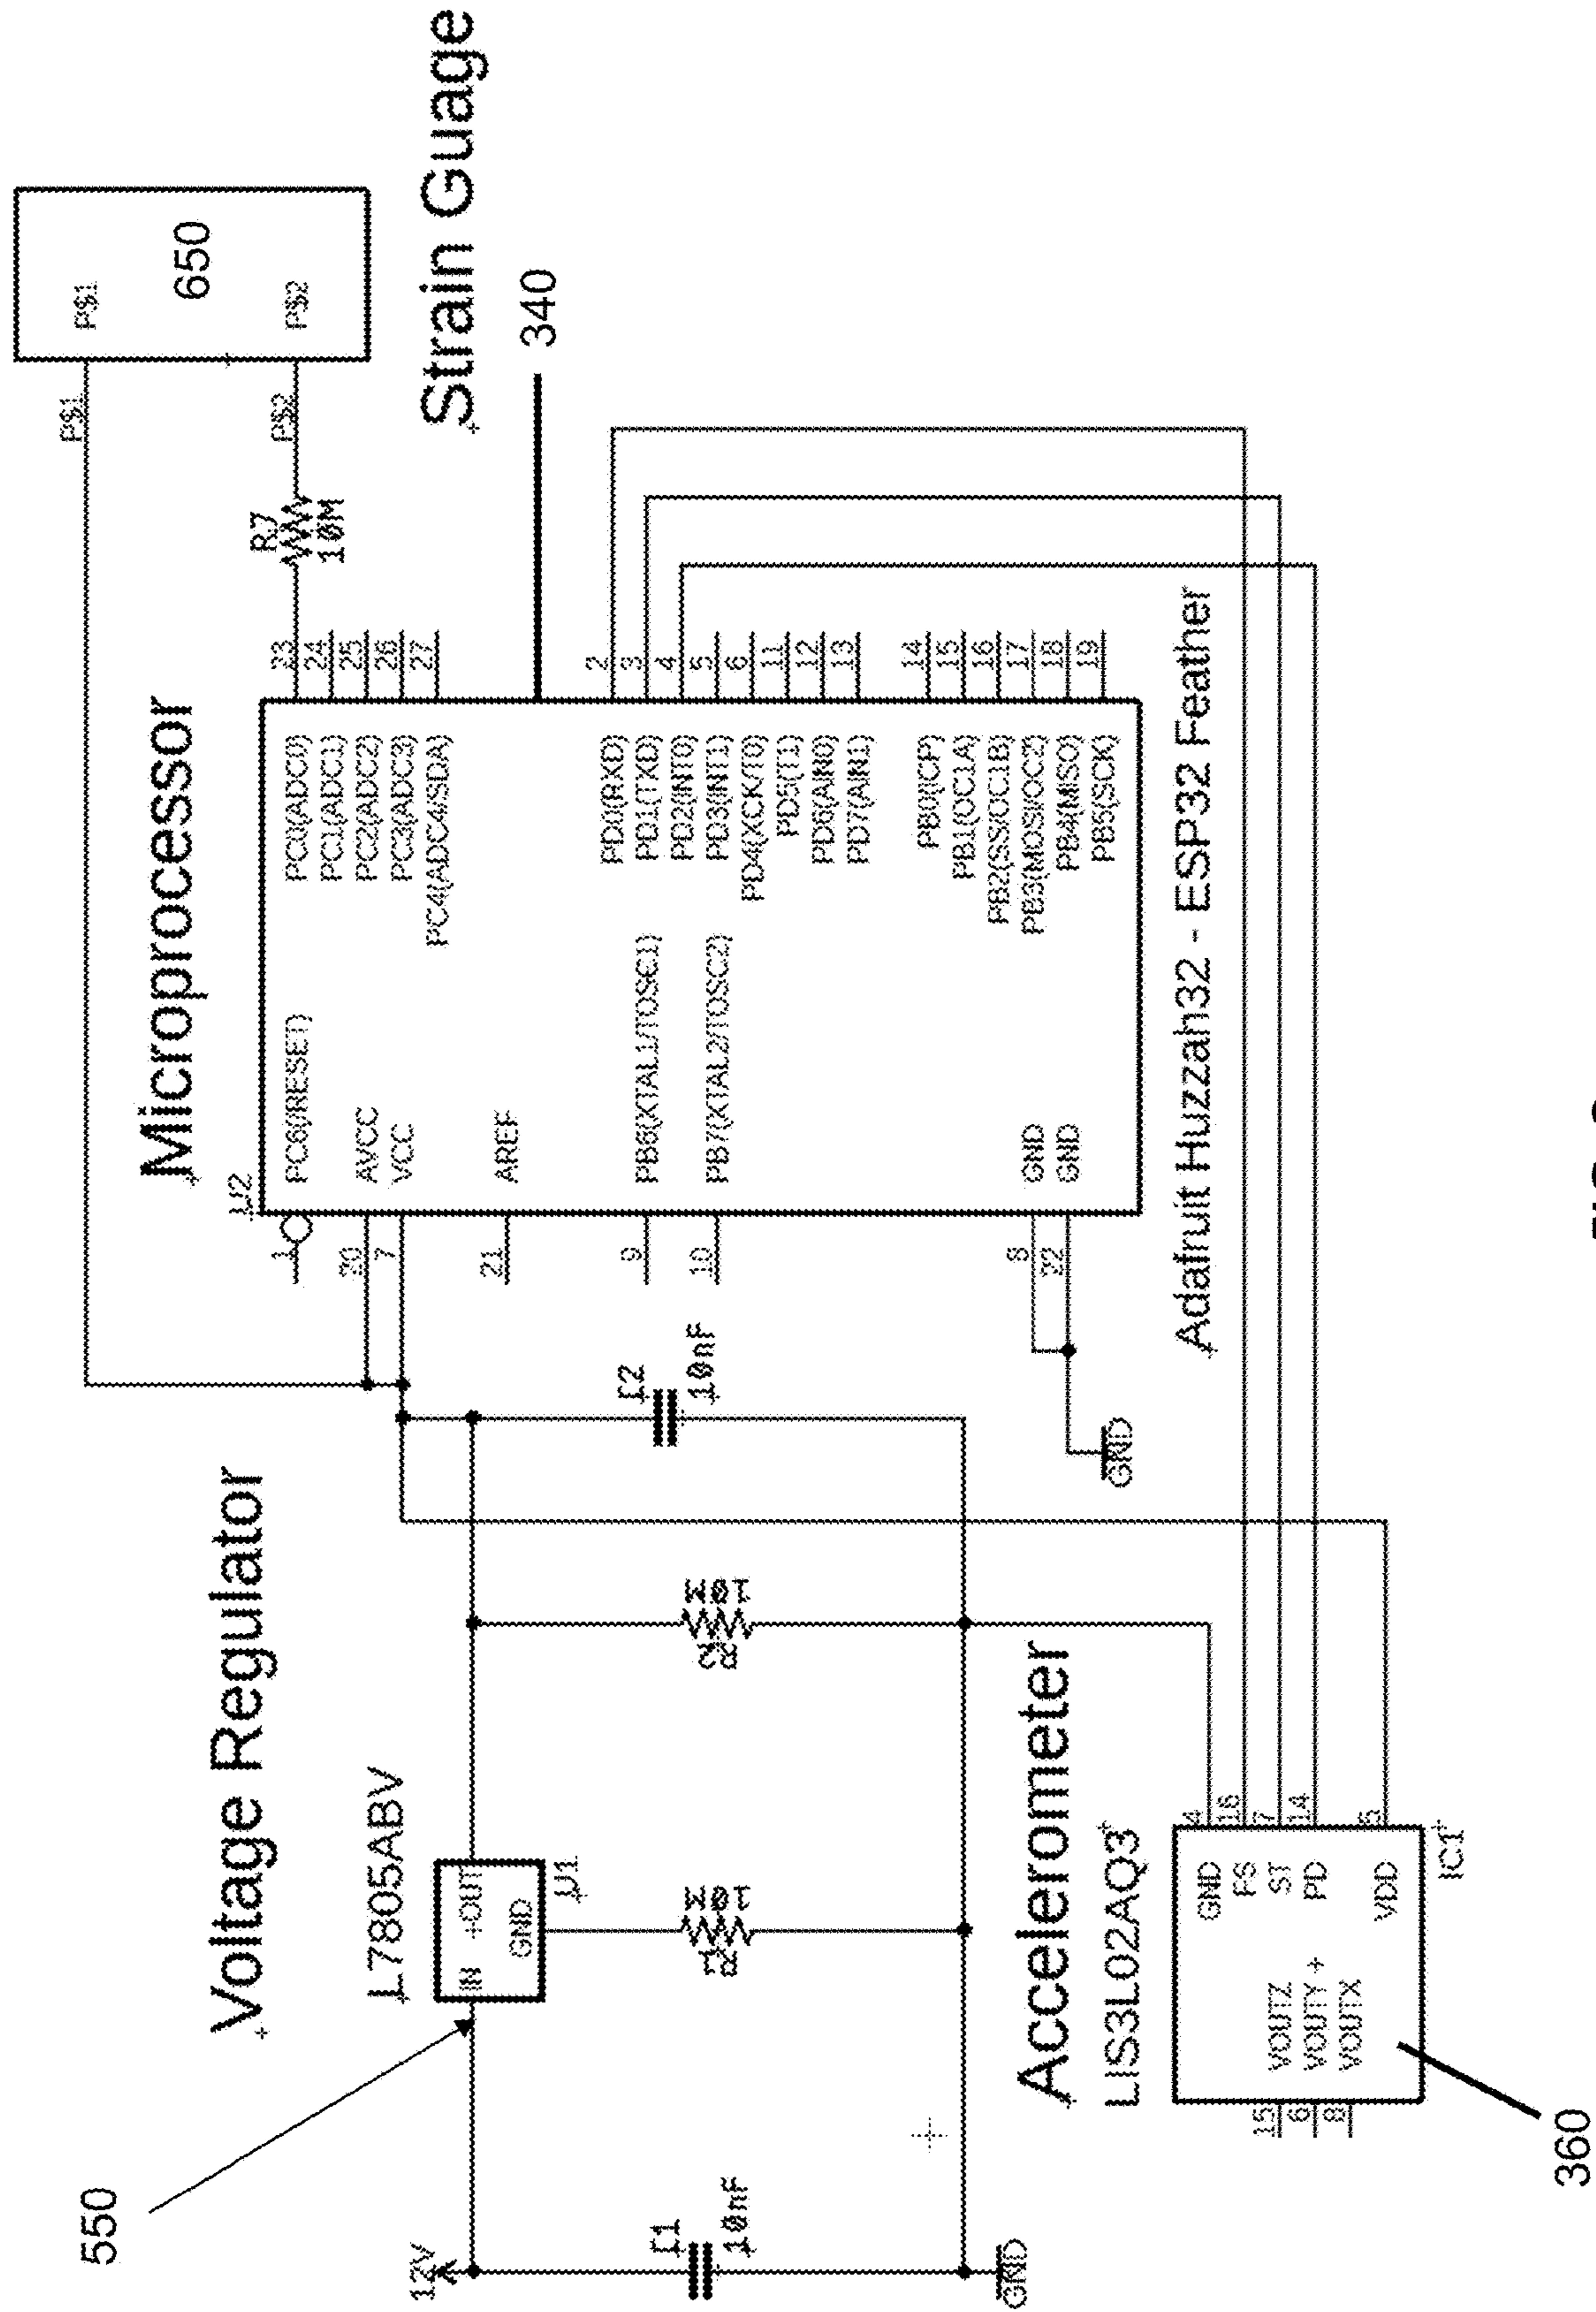 550
Voltage Regulator
Microprocessor
P$1
P$1
650
P$2
P$2
R7
10M
Strain Guage
340
12V
L7805ABV
IN
+OUT
GND
U1
U2
PC6(/RESET)
AVCC
VCC
AREF
PB6(XTAL1/TOSC1)
PB7(XTAL2/TOSC2)
GND
GND
1
20
7
21
9
10
8
22
PC0(ADC0)
PC1(ADC1)
PC2(ADC2)
PC3(ADC3)
PC4(ADC4/SDA)
PD0(RXD)
PD1(TXD)
PD2(INT0)
PD3(INT1)
PD4(XCK/T0)
PD5(T1)
PD6(AIN0)
PD7(AIN1)
PB0(ICP)
PB1(OC1A)
PB2(SS/OC1B)
PB3(MOSI/OC2)
PB4(MISO)
PB5(SCK)
23
24
25
26
27
2
3
4
5
6
11
12
13
14
15
16
17
18
19
C1
10nF
R1
10M
R2
10M
C2
10nF
GND
GND
Adafruit Huzzah32 - ESP32 Feather
Accelerometer
LIS3L02AQ3
GND
FS
ST
PD
VDD
VOUTZ
VOUTY +
VOUTX
4
16
7
14
5
15
6
8
IC1
360